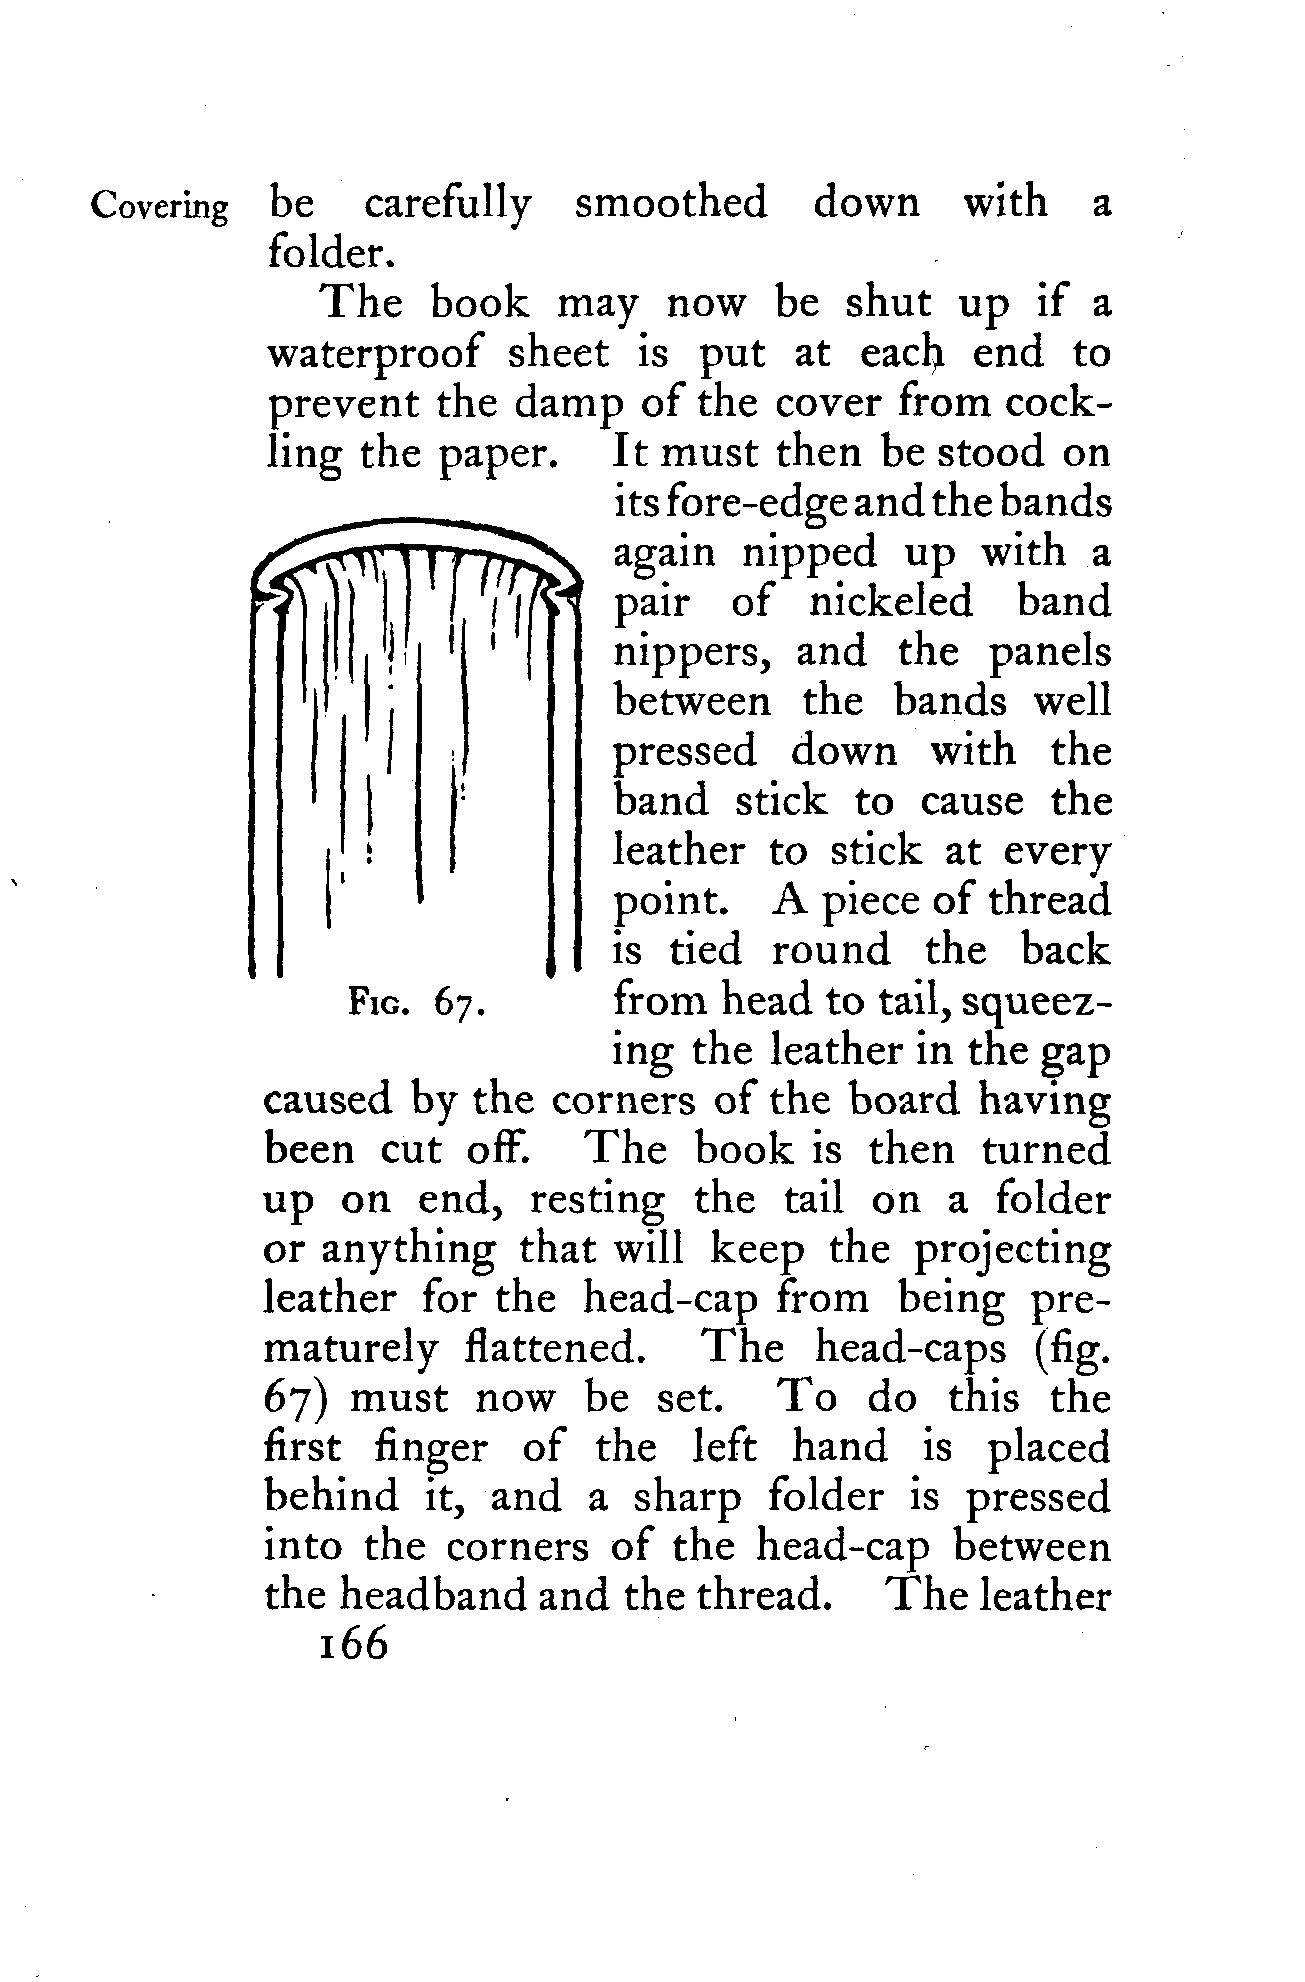 Covering
be carefully smoothed down with a
folder.
The book may now be shut up if a
waterproof sheet is put at each end to
prevent the damp of the cover from cock-
ling the paper. It must then be stood on
its fore-edge and the bands
again nipped up with a
pair of nickeled band
nippers, and the panels
between the bands well
pressed down with the
band stick to cause the
leather to stick at every
point. A piece of thread
is tied round the back
from head to tail, squeez-
ing the leather in the gap
FIG. 67.
caused by the corners of the board having
been cut off. The book is then turned
up on end, resting the tail on a folder
or anything that will keep the projecting
leather for the head-cap from being pre-
maturely flattened. The head-caps (fig.
67) must now be set. To do this the
first finger of the left hand is placed
behind it, and a sharp folder is pressed
into the corners of the head-cap between
the headband and the thread. The leather
166